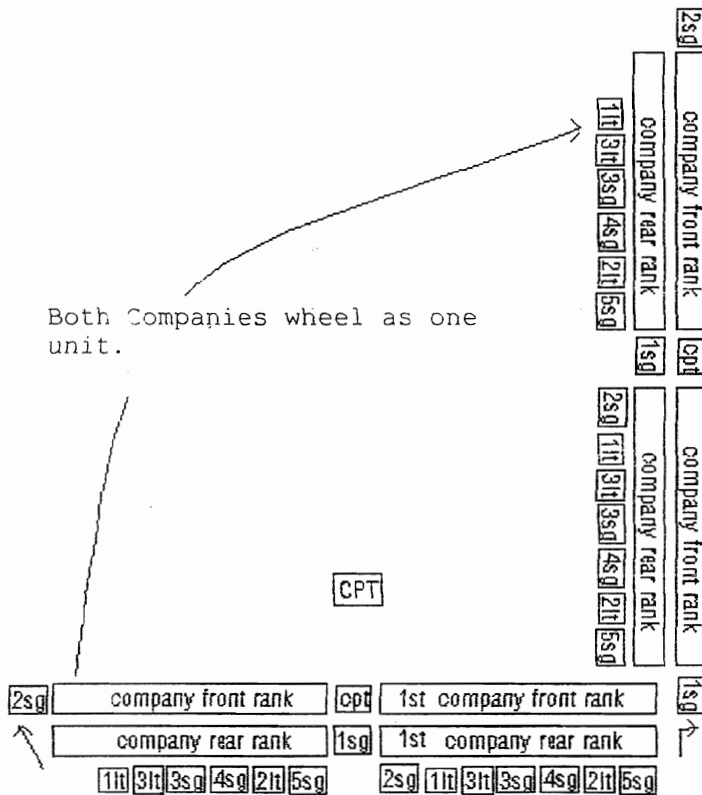 2sg company front rank cpt company front rank 1sg
company rear rank 1sg company rear rank
1lt 3lt 3sg 4sg 2lt 5sg 2sg 1lt 3lt 3sg 4sg 2lt 5sg
Both Companies wheel as one
unit.
CPT
2sg company front rank cpt 1st company front rank
company rear rank 1sg 1st company rear rank
1lt 3lt 3sg 4sg 2lt 5sg 2sg 1lt 3lt 3sg 4sg 2lt 5sg